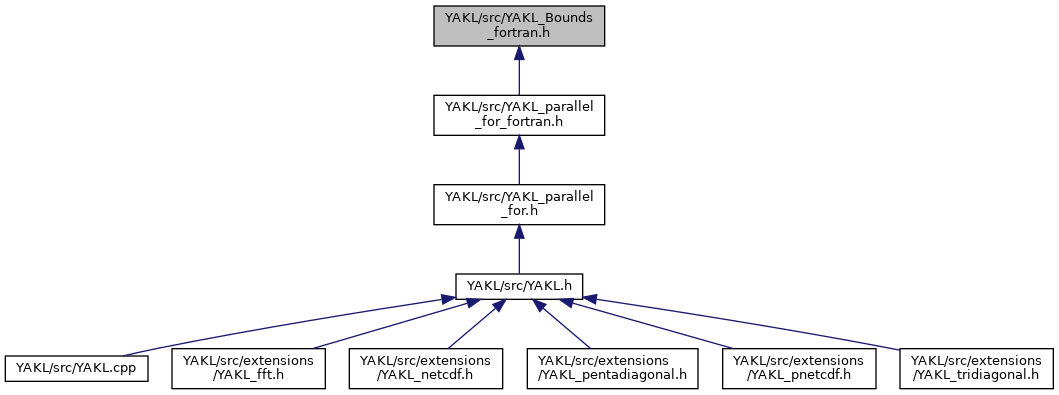 YAKL/src/YAKL_Bounds
_fortran.h
YAKL/src/YAKL_parallel
_for_fortran.h
YAKL/src/YAKL_parallel
_for.h
YAKL/src/YAKL.h
YAKL/src/YAKL.cpp
YAKL/src/extensions
/YAKL_fft.h
YAKL/src/extensions
/YAKL_netcdf.h
YAKL/src/extensions
/YAKL_pentadiagonal.h
YAKL/src/extensions
/YAKL_pnetcdf.h
YAKL/src/extensions
/YAKL_tridiagonal.h